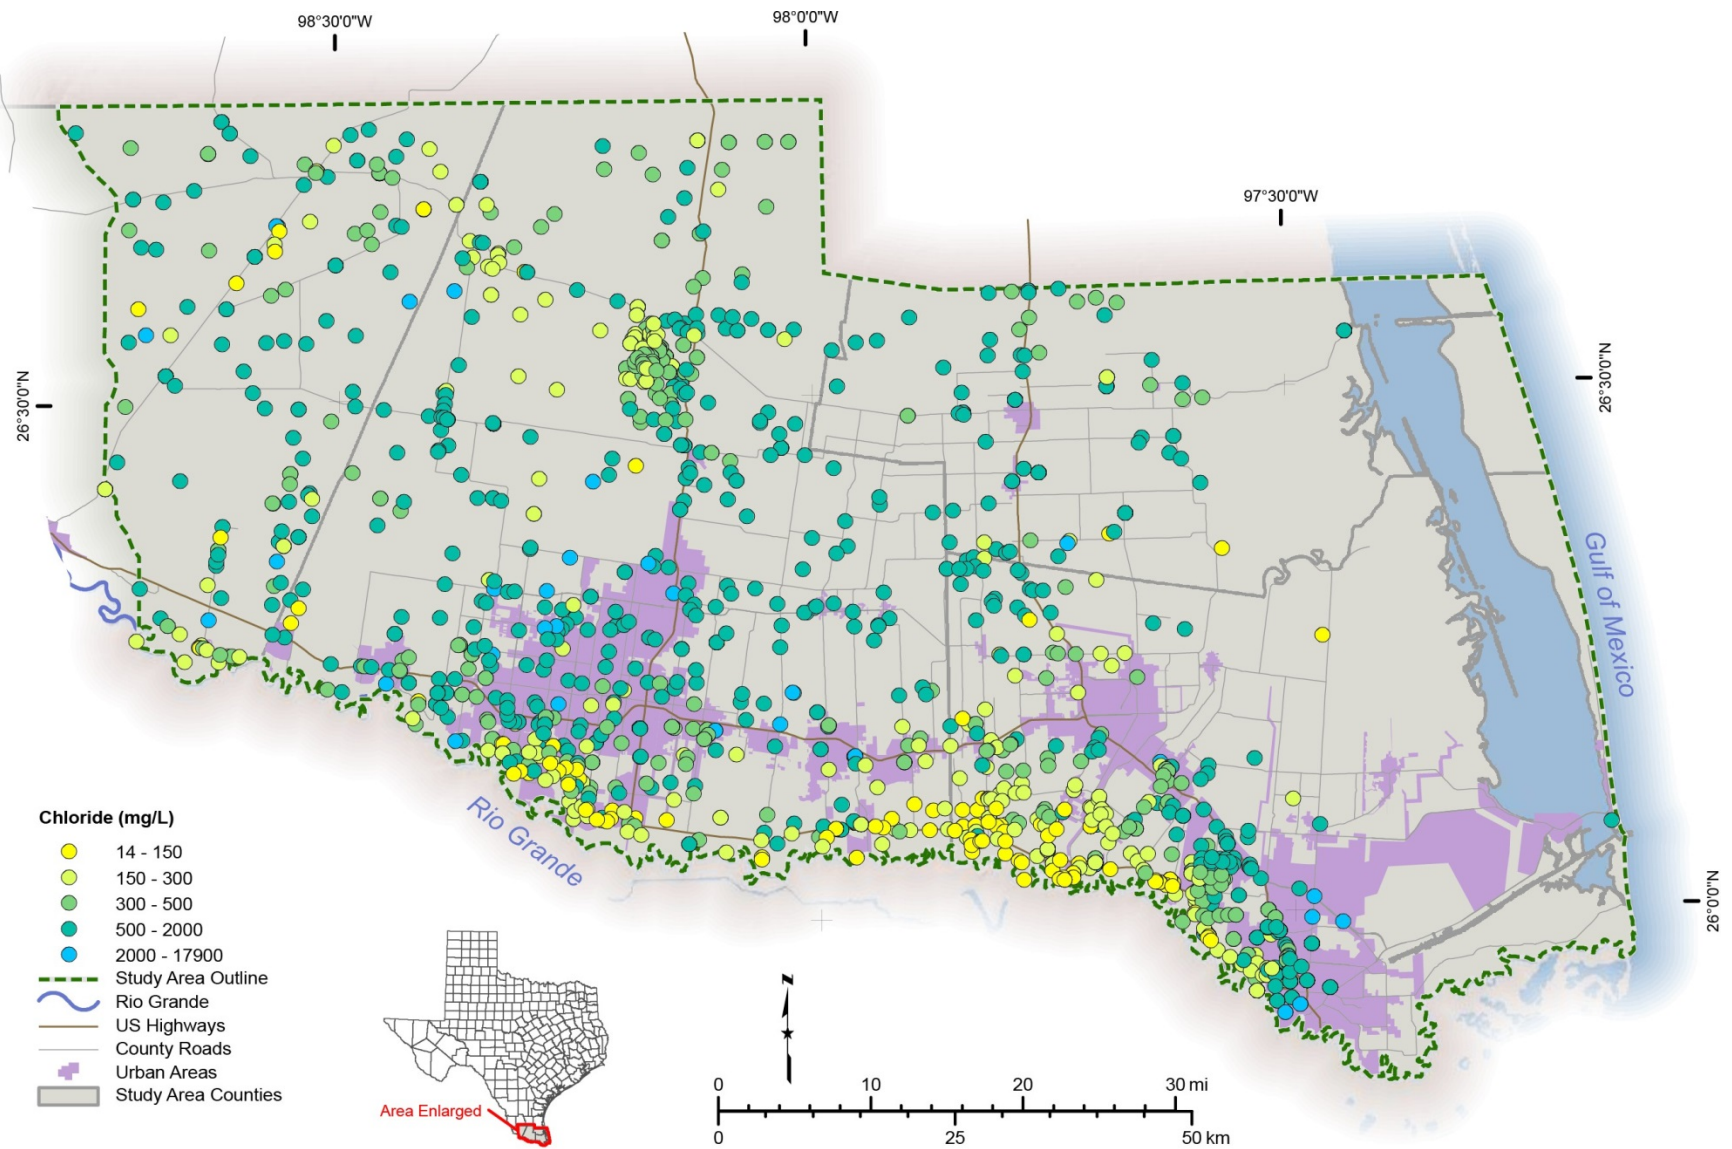 98°30'0"W
98°0'0"W
97°30'0"W
26°30'0"N
26°30'0"N
Gulf of Mexico
Rio Grande
26°0'0"N
Chloride (mg/L)
14 - 150
150 - 300
300 - 500
500 - 2000
2000 - 17900
Study Area Outline
Rio Grande
US Highways
County Roads
Urban Areas
Study Area Counties
Area Enlarged
N
0 10 20 30 mi
0 25 50 km